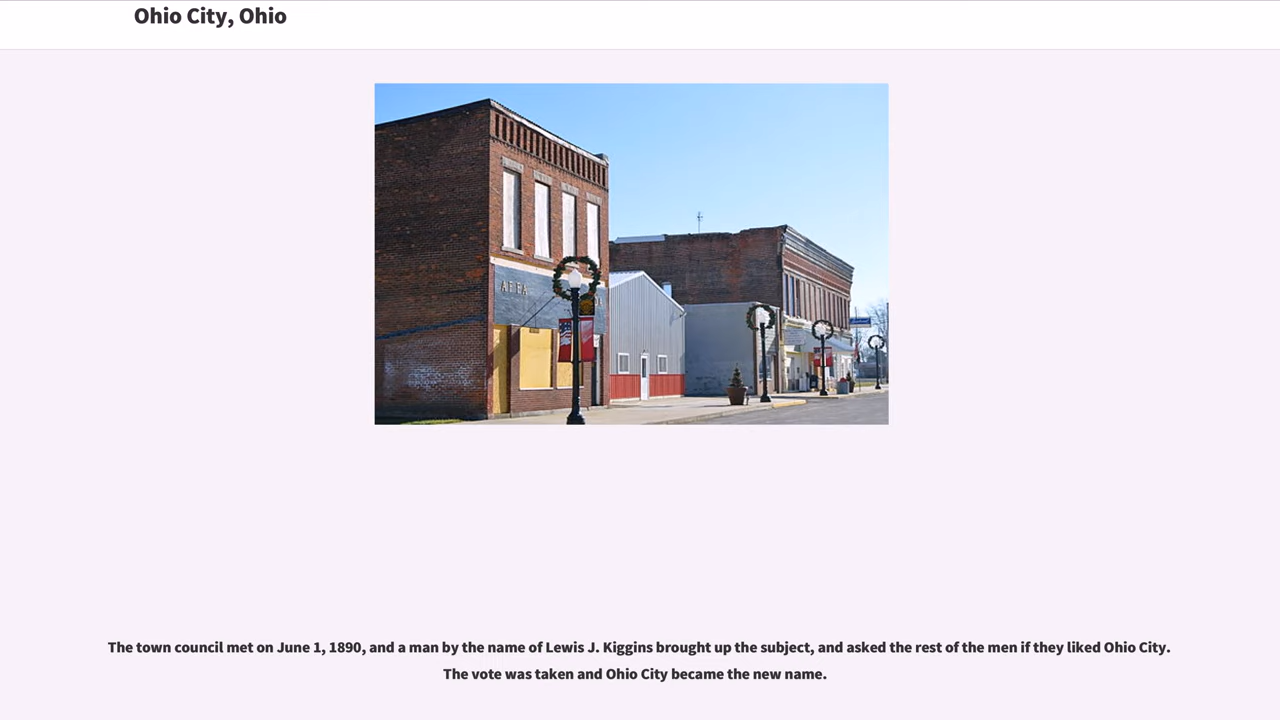 Ohio City, Ohio
The town council met on June 1, 1890, and a man by the name of Lewis J. Kiggins brought up the subject, and asked the rest of the men if they liked Ohio City.
The vote was taken and Ohio City became the new name.